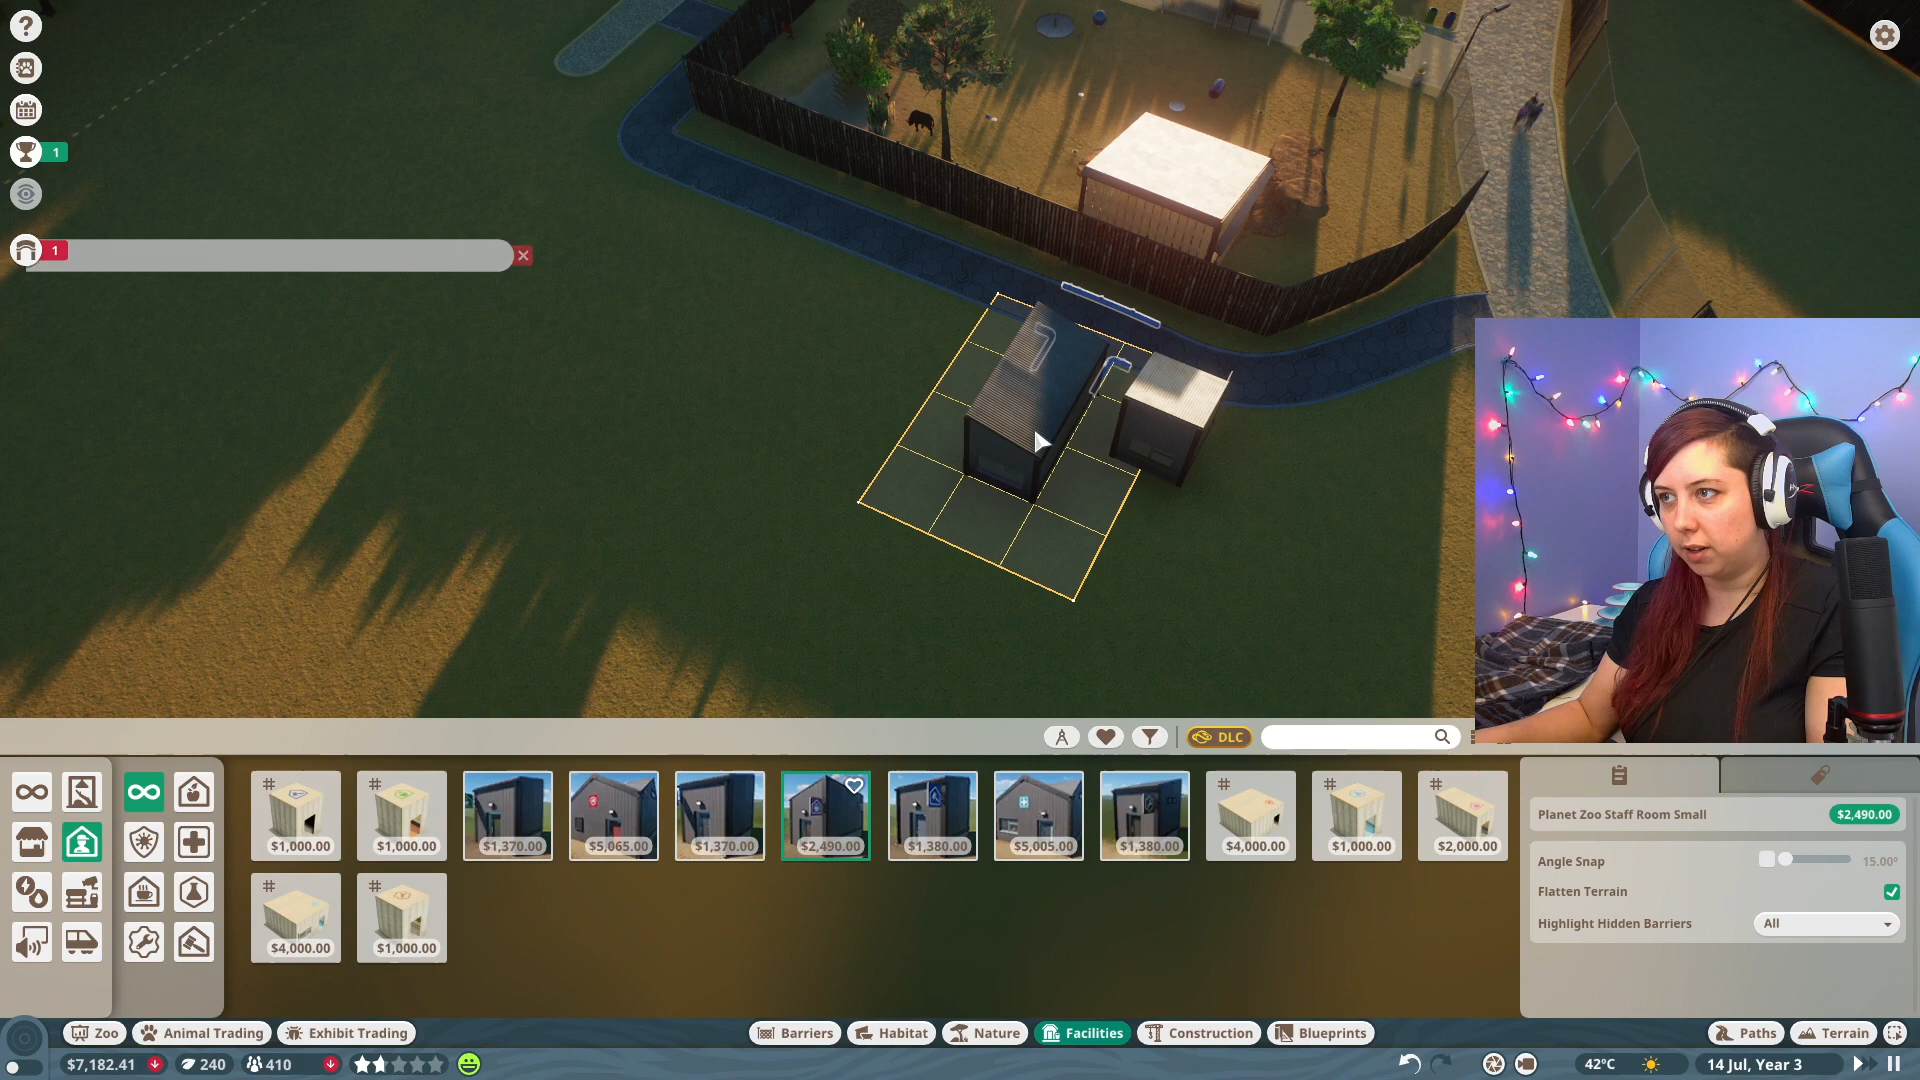 ?
1
1
DLC
$1,000.00
$1,000.00
$1,370.00
$5,065.00
$1,370.00
$2,490.00
$1,380.00
$5,005.00
$1,380.00
$4,000.00
$1,000.00
$2,000.00
$4,000.00
$1,000.00
Planet Zoo Staff Room Small
$2,490.00
Angle Snap
15.00°
Flatten Terrain
Highlight Hidden Barriers
All
Zoo
Animal Trading
Exhibit Trading
Barriers
Habitat
Nature
Facilities
Construction
Blueprints
Paths
Terrain
$7,182.41
240
410
42°C
14 Jul, Year 3